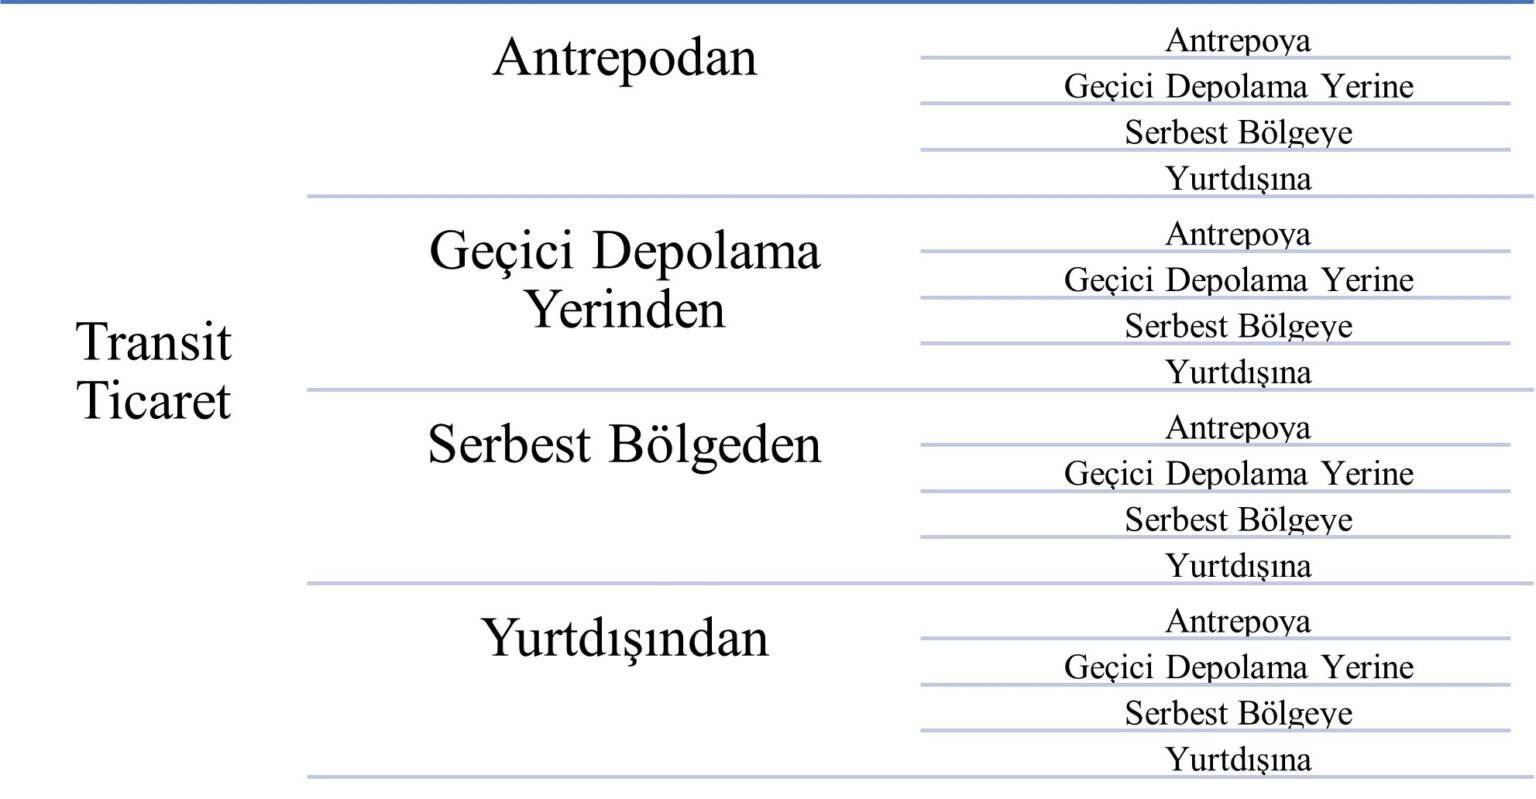 Transit
Ticaret
Antrepodan
Antrepoya
Geçici Depolama Yerine
Serbest Bölgeye
Yurtdışına
Geçici Depolama
Yerinden
Antrepoya
Geçici Depolama Yerine
Serbest Bölgeye
Yurtdışına
Serbest Bölgeden
Antrepoya
Geçici Depolama Yerine
Serbest Bölgeye
Yurtdışına
Yurtdışından
Antrepoya
Geçici Depolama Yerine
Serbest Bölgeye
Yurtdışına